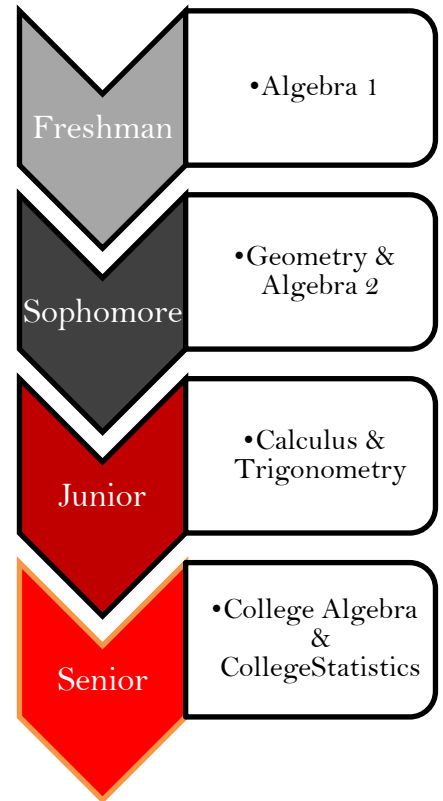 Freshman
•Algebra 1
Sophomore
•Geometry &
Algebra 2
Junior
•Calculus &
Trigonometry
Senior
•College Algebra
&
CollegeStatistics